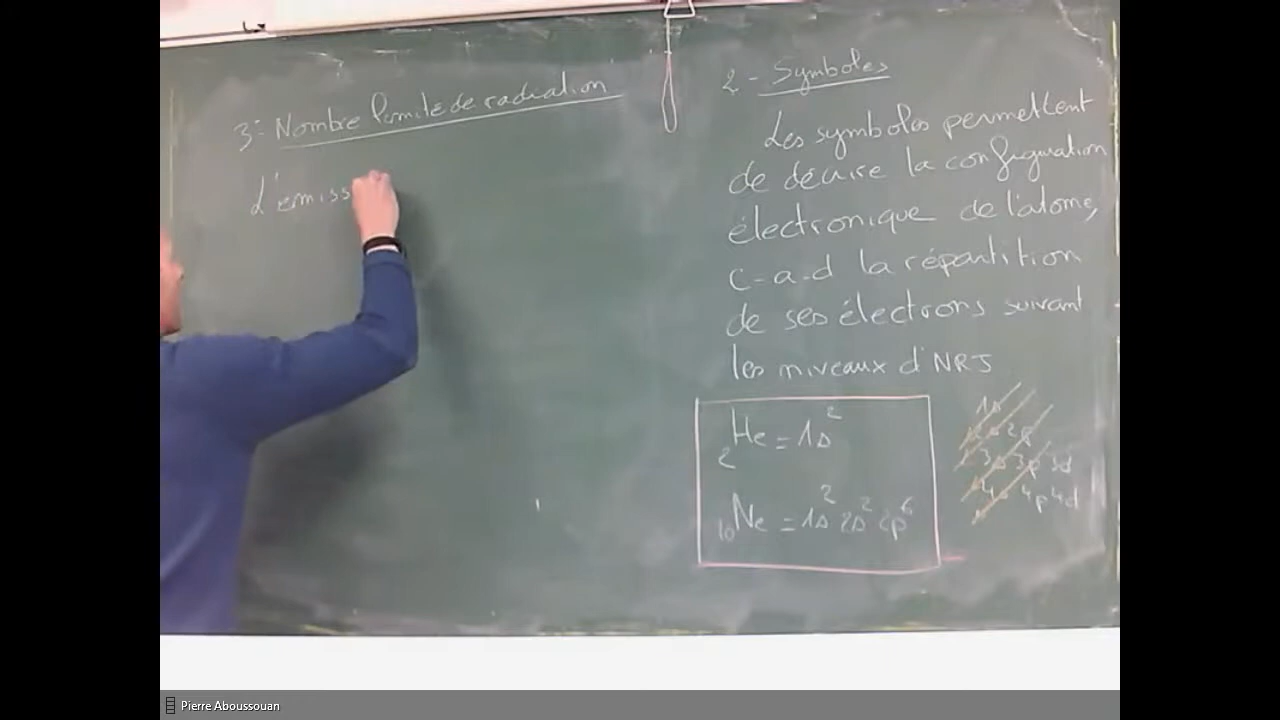 3- Nombre limité de radiation
L'émiss
2 - Symboles
Les symboles permettent
de décrire la configuration
électronique de l'atome,
c-a-d la répartition
de ses électrons suivant
les niveaux d'NRJ
2He = 1s²
10Ne = 1s² 2s² 2p⁶
1s
2s 2p
3s 3p 3d
4s 4p 4d
Pierre Aboussouan